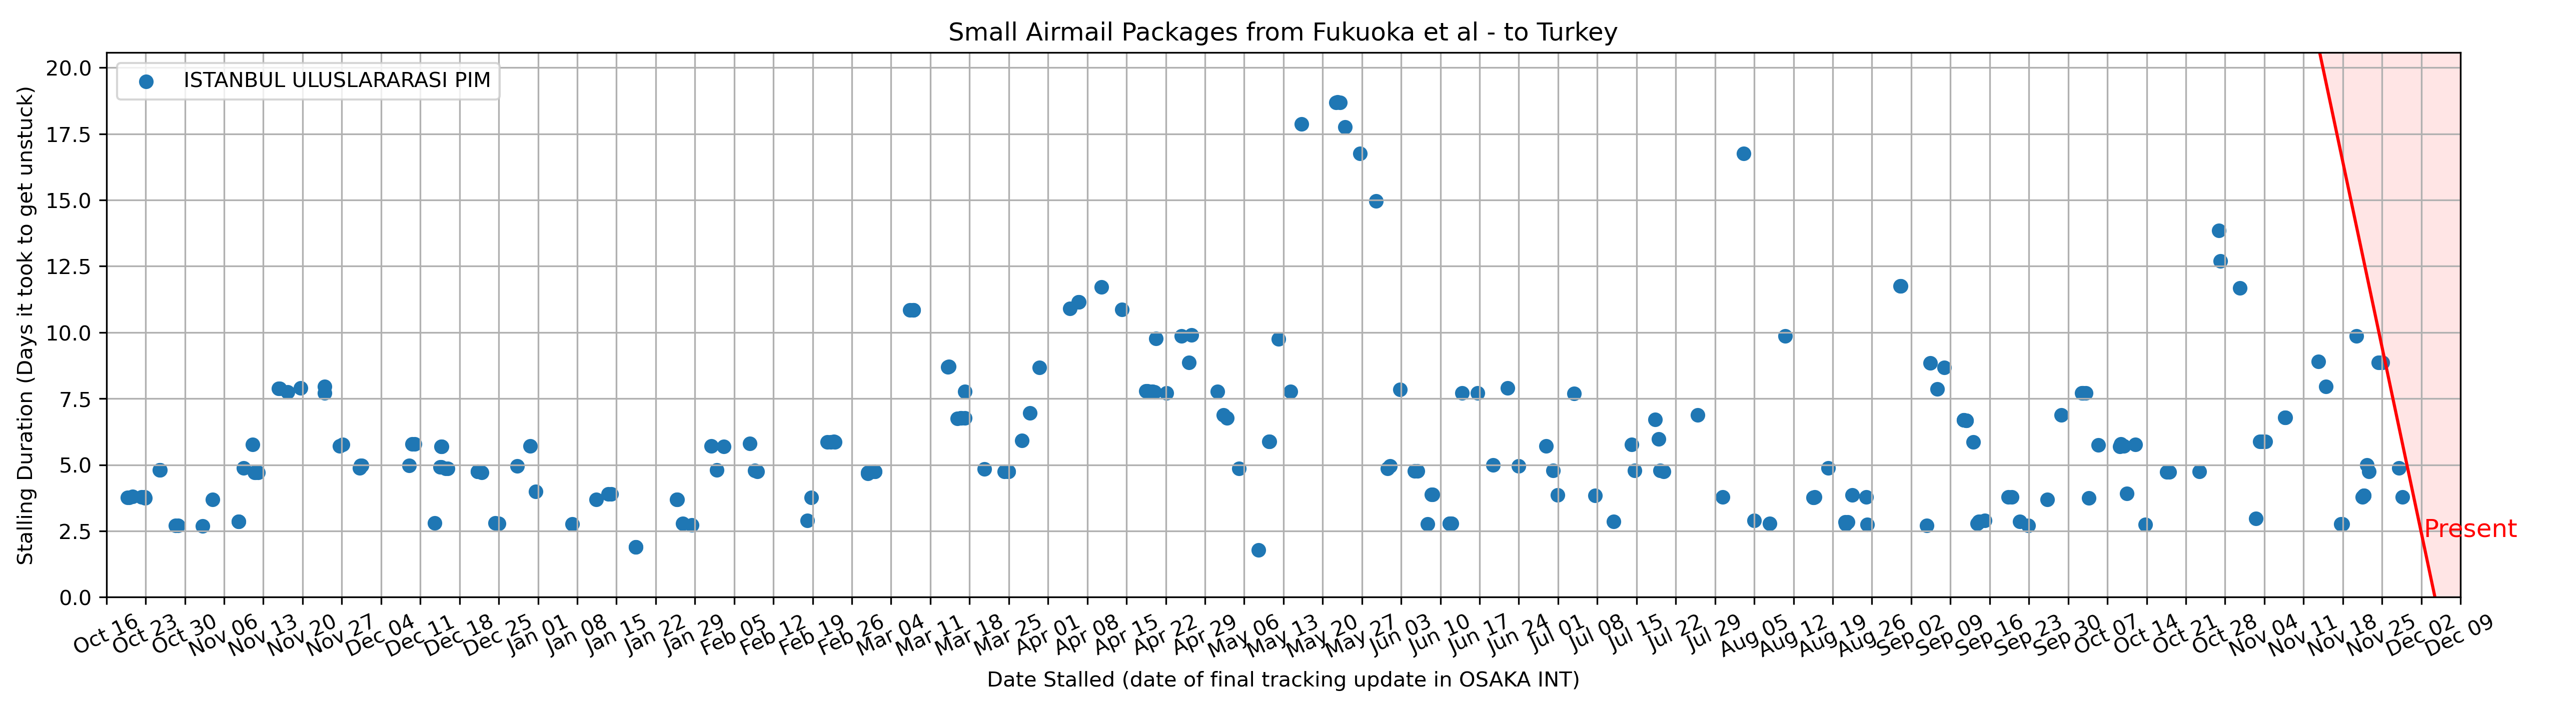 Small Airmail Packages from Fukuoka et al - to Turkey
ISTANBUL ULUSLARARASI PIM
Stalling Duration (Days it took to get unstuck)
20.0
17.5
15.0
12.5
10.0
7.5
5.0
2.5
0.0
Present
Oct 16
Oct 23
Oct 30
Nov 06
Nov 13
Nov 20
Nov 27
Dec 04
Dec 11
Dec 18
Dec 25
Jan 01
Jan 08
Jan 15
Jan 22
Jan 29
Feb 05
Feb 12
Feb 19
Feb 26
Mar 04
Mar 11
Mar 18
Mar 25
Apr 01
Apr 08
Apr 15
Apr 22
Apr 29
May 06
May 13
May 20
May 27
Jun 03
Jun 10
Jun 17
Jun 24
Jul 01
Jul 08
Jul 15
Jul 22
Jul 29
Aug 05
Aug 12
Aug 19
Aug 26
Sep 02
Sep 09
Sep 16
Sep 23
Sep 30
Oct 07
Oct 14
Oct 21
Oct 28
Nov 04
Nov 11
Nov 18
Nov 25
Dec 02
Dec 09
Date Stalled (date of final tracking update in OSAKA INT)